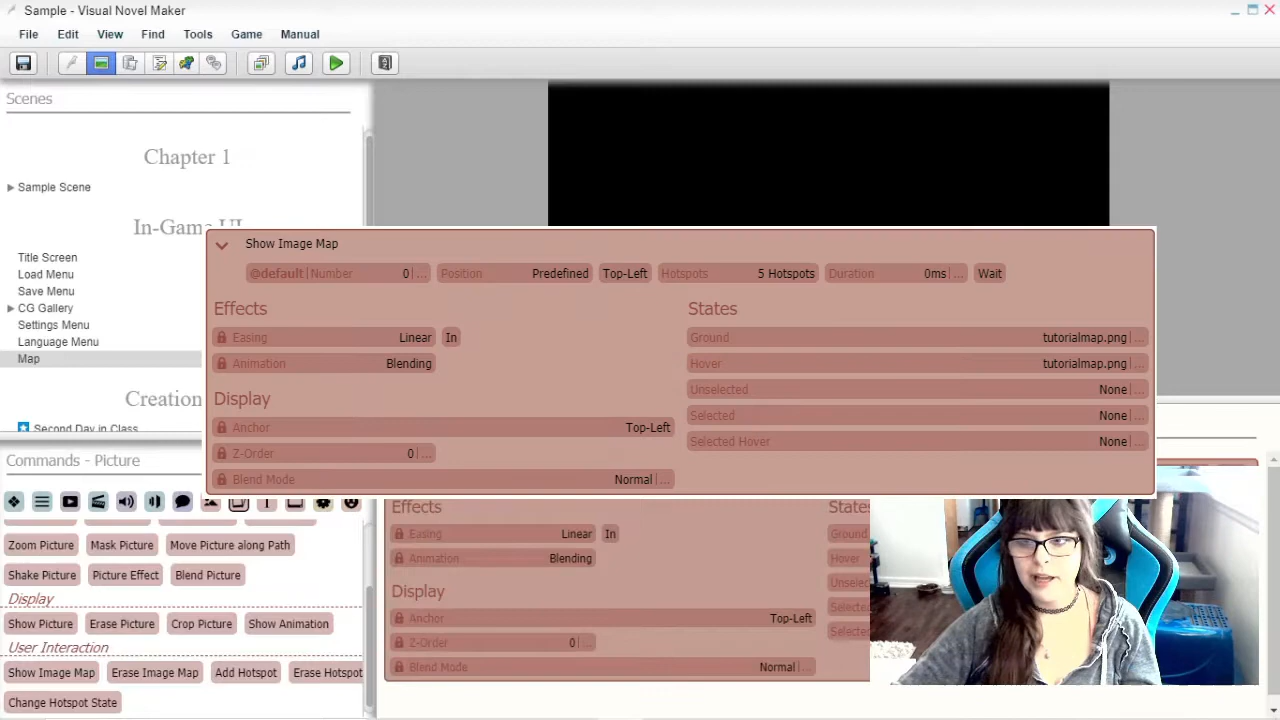 Sample - Visual Novel Maker
File Edit View Find Tools Game Manual
Scenes
Chapter 1
Sample Scene
In-Game UI
Title Screen
Load Menu
Save Menu
CG Gallery
Settings Menu
Language Menu
Map
Creation
Second Day in Class
Show Image Map
@default Number 0 ... Position Predefined Top-Left Hotspots 5 Hotspots Duration 0ms ... Wait
Effects
Easing Linear In
Animation Blending
Display
Anchor Top-Left
Z-Order 0 ...
Blend Mode Normal ...
States
Ground tutorialmap.png ...
Hover tutorialmap.png ...
Unselected None ...
Selected None ...
Selected Hover None ...
Commands - Picture
Zoom Picture Mask Picture Move Picture along Path
Shake Picture Picture Effect Blend Picture
Display
Show Picture Erase Picture Crop Picture Show Animation
User Interaction
Show Image Map Erase Image Map Add Hotspot Erase Hotspot
Change Hotspot State
Effects
Easing Linear In
Animation Blending
Display
Anchor Top-Left
Z-Order 0 ...
Blend Mode Normal ...
States
Ground
Hover
Unselec
Selected
Selected